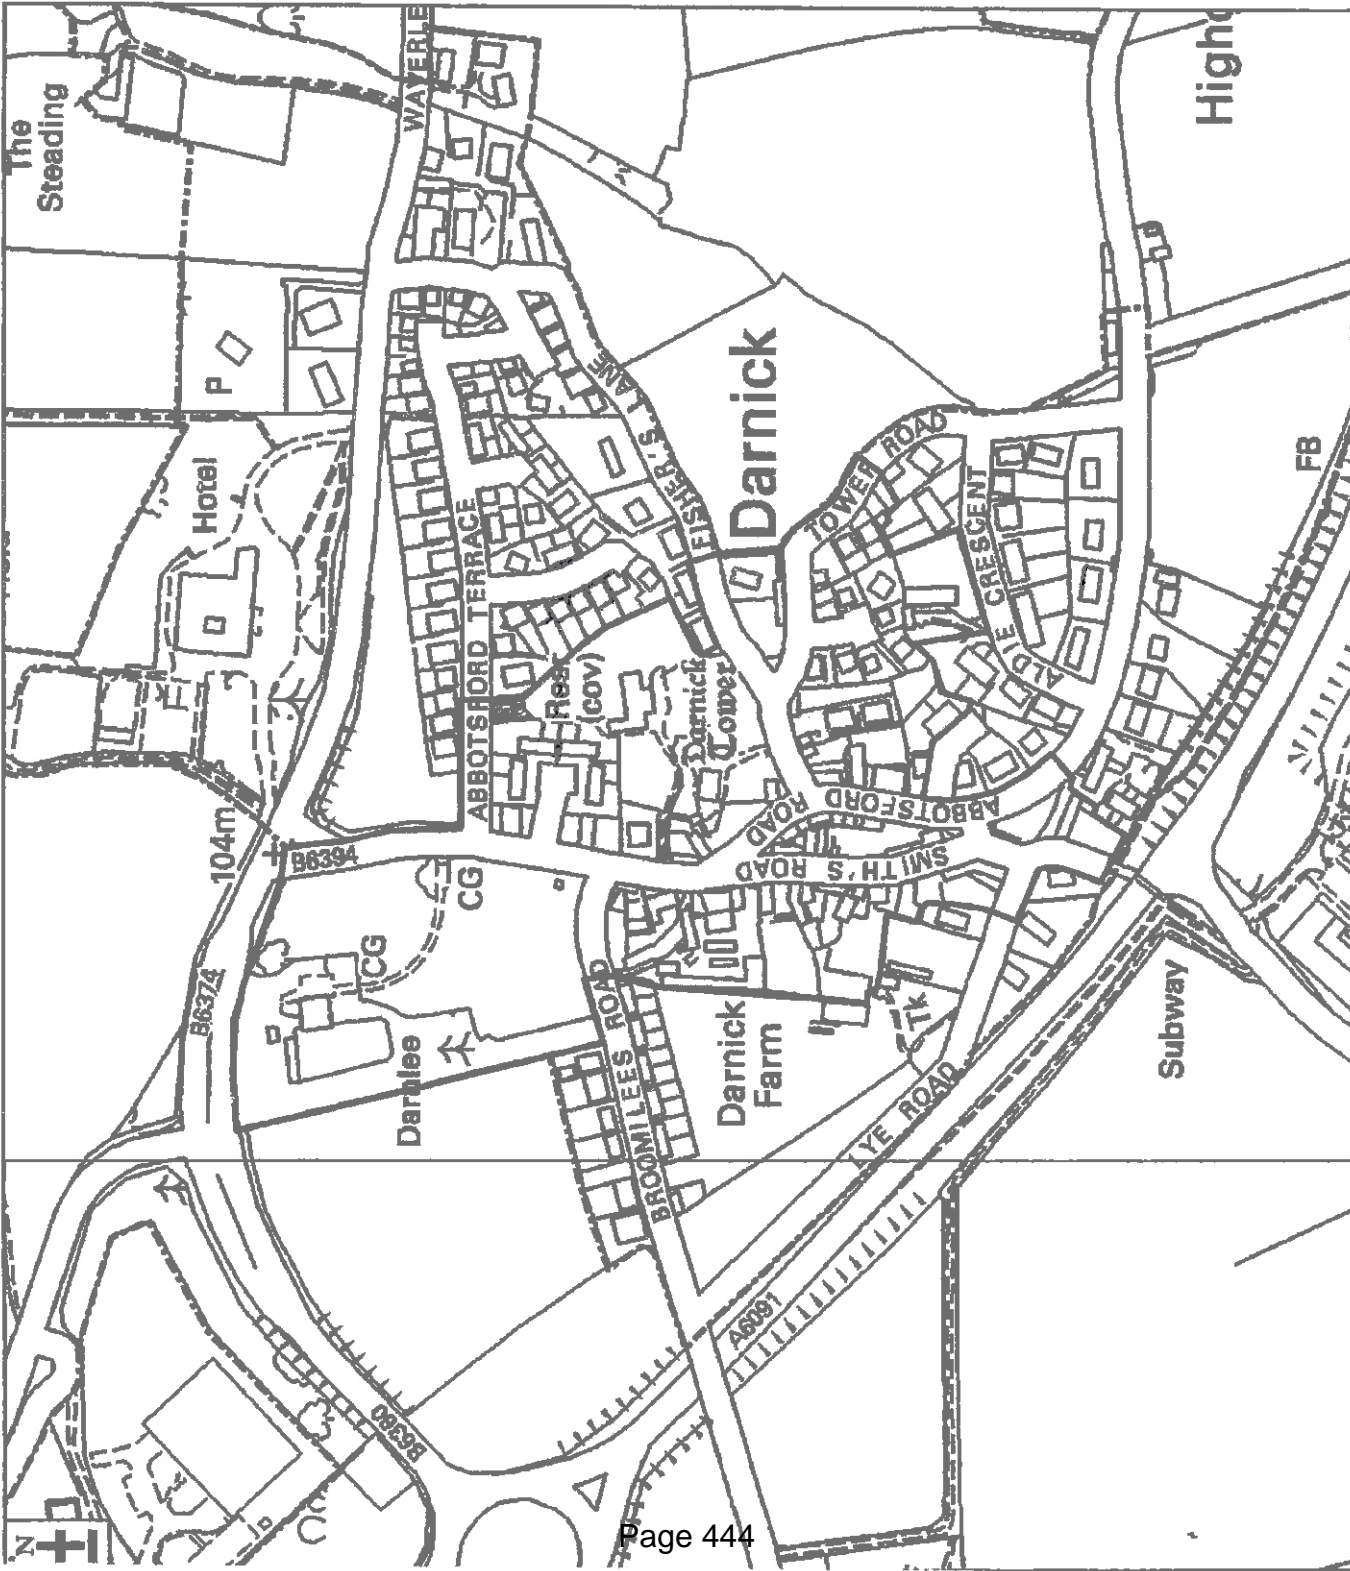 The
Steading
WAVERLE
High
P
Hotel
FISHER'S LANE
Darnick
TOWER ROAD
FB
ABBOTSFORD TERRACE
ALDIE CRESCENT
Resr
(cov)
Darnick
Tower
104m
B6394
ABBOTSFORD
ROAD
SMITH'S ROAD
CG
CG
B6374
Darnlee
BROOMILEES ROAD
Darnick
Farm
Tk
LYE ROAD
Subway
A6091
B6360
N
Page 444